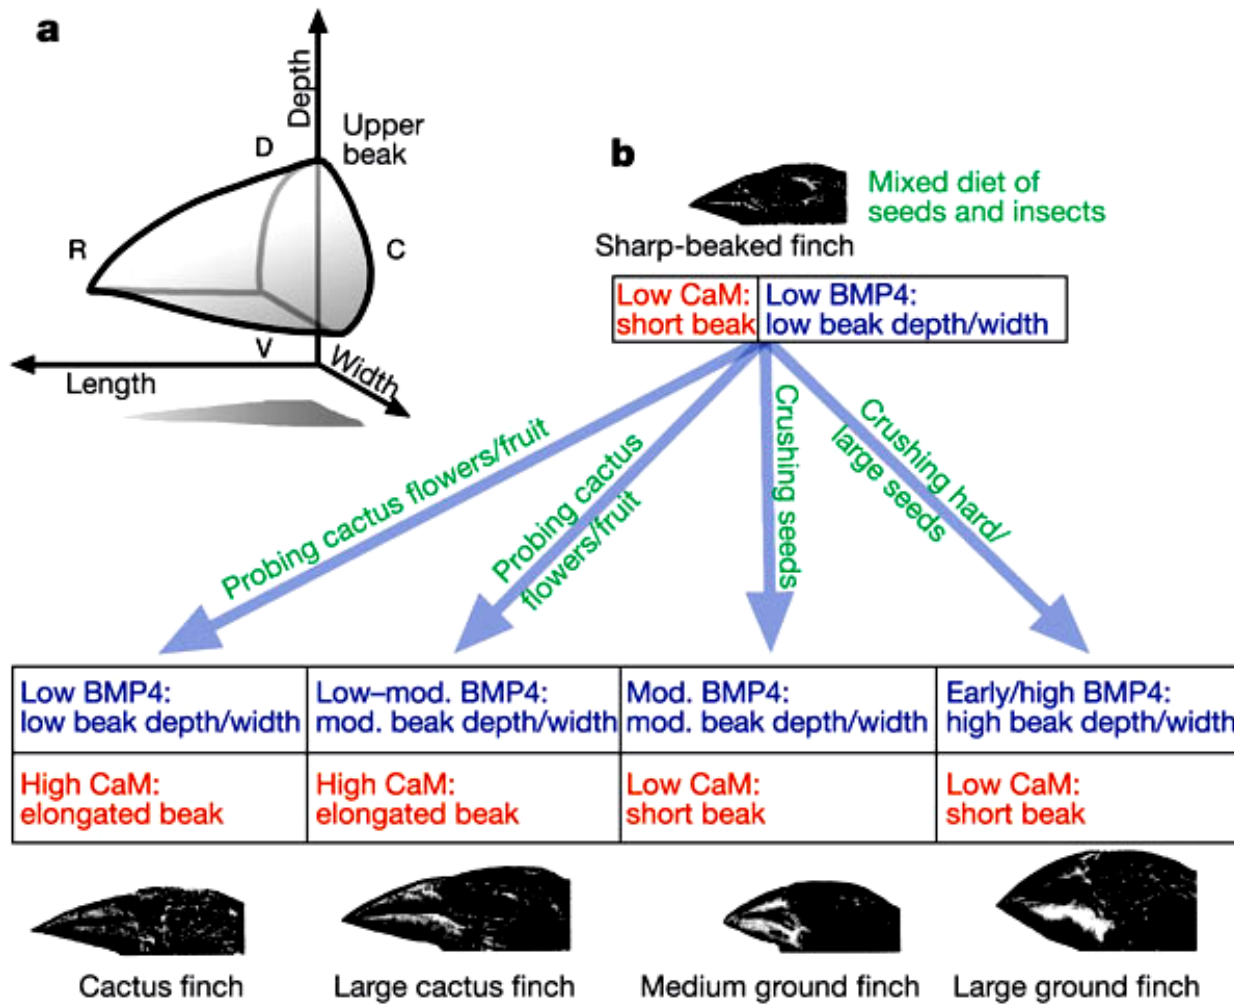 a
Depth
Upper
beak
D
R
C
V
Length
Width
b
Mixed diet of
seeds and insects
Sharp-beaked finch
Low CaM:
short beak
Low BMP4:
low beak depth/width
Probing cactus flowers/fruit
Probing cactus
flowers/fruit
Crushing seeds
Crushing hard/
large seeds
Low BMP4:
low beak depth/width
Low–mod. BMP4:
mod. beak depth/width
Mod. BMP4:
mod. beak depth/width
Early/high BMP4:
high beak depth/width
High CaM:
elongated beak
High CaM:
elongated beak
Low CaM:
short beak
Low CaM:
short beak
Cactus finch
Large cactus finch
Medium ground finch
Large ground finch